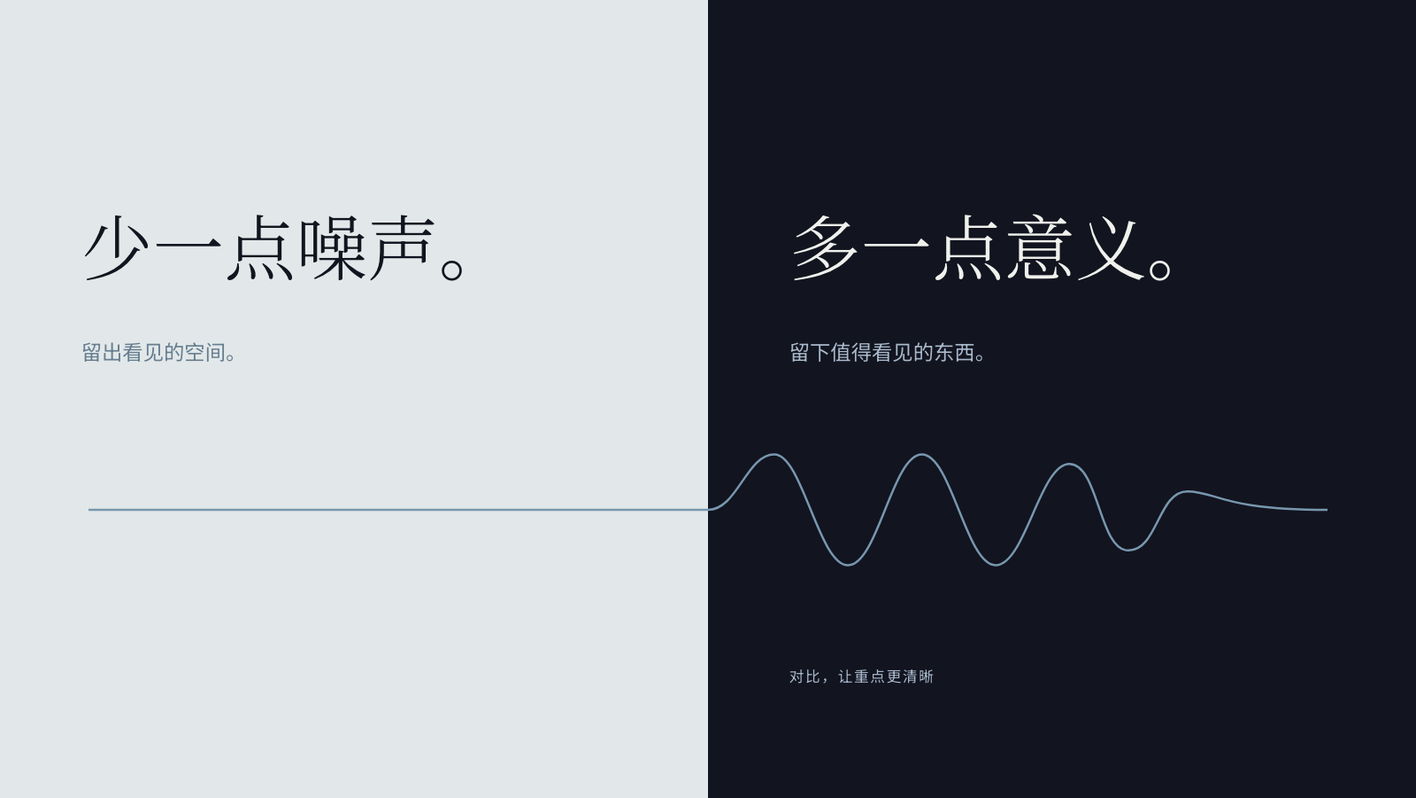 少一点噪声。
留出看见的空间。
多一点意义。
留下值得看见的东西。
对比，让重点更清晰